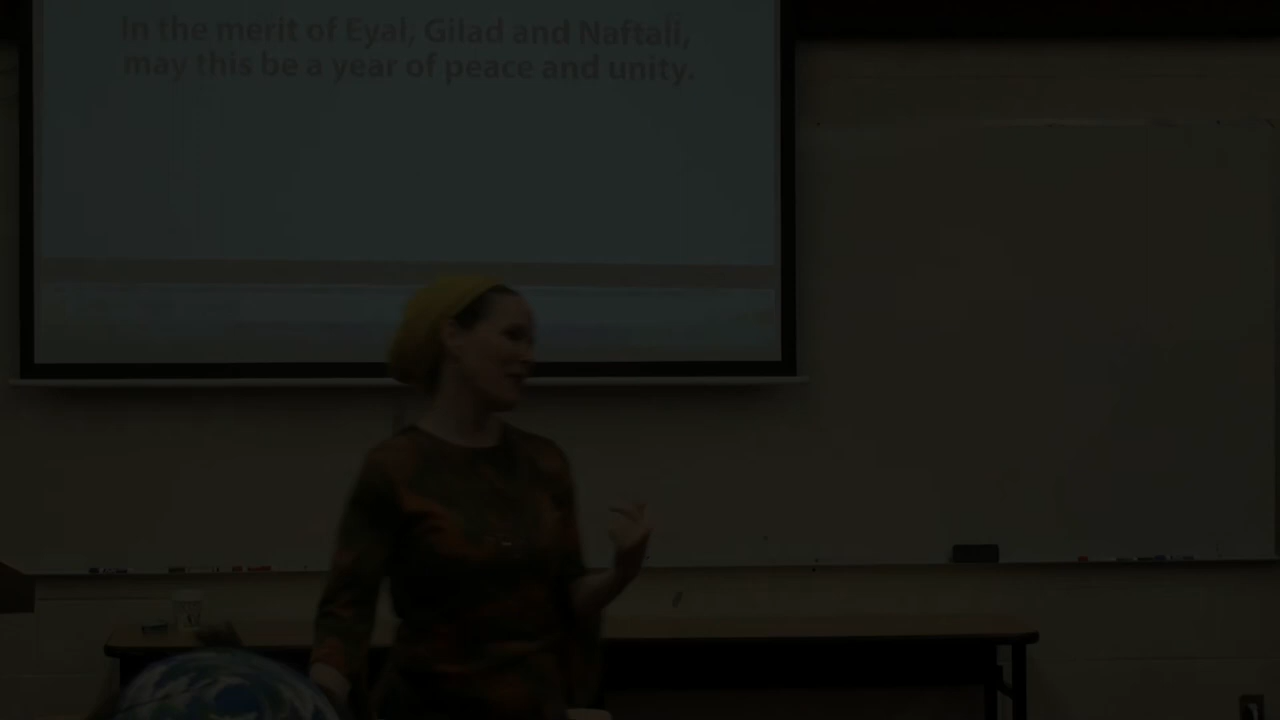 In the merit of Eyal, Gilad and Naftali,
may this be a year of peace and unity.